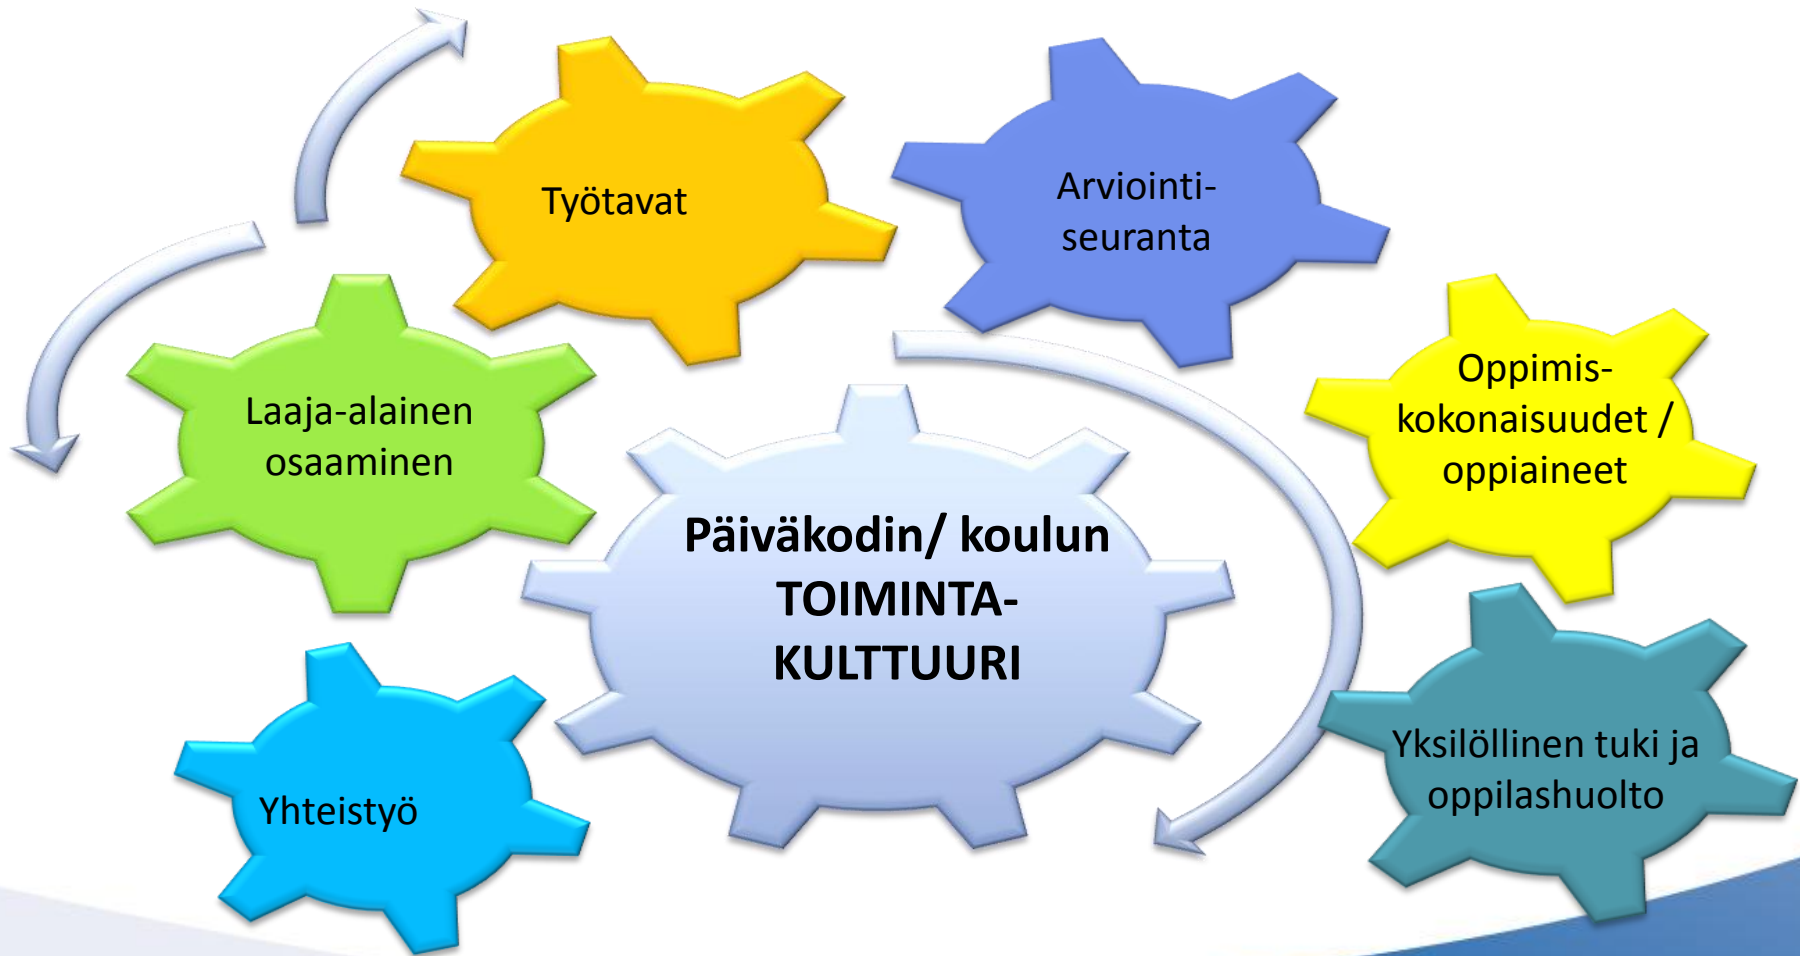 Työtavat
Arviointi-
seuranta
Laaja-alainen
osaaminen
Oppimis-
kokonaisuudet /
oppiaineet
Päiväkodin/ koulun
TOIMINTA-
KULTTUURI
Yhteistyö
Yksilöllinen tuki ja
oppilashuolto